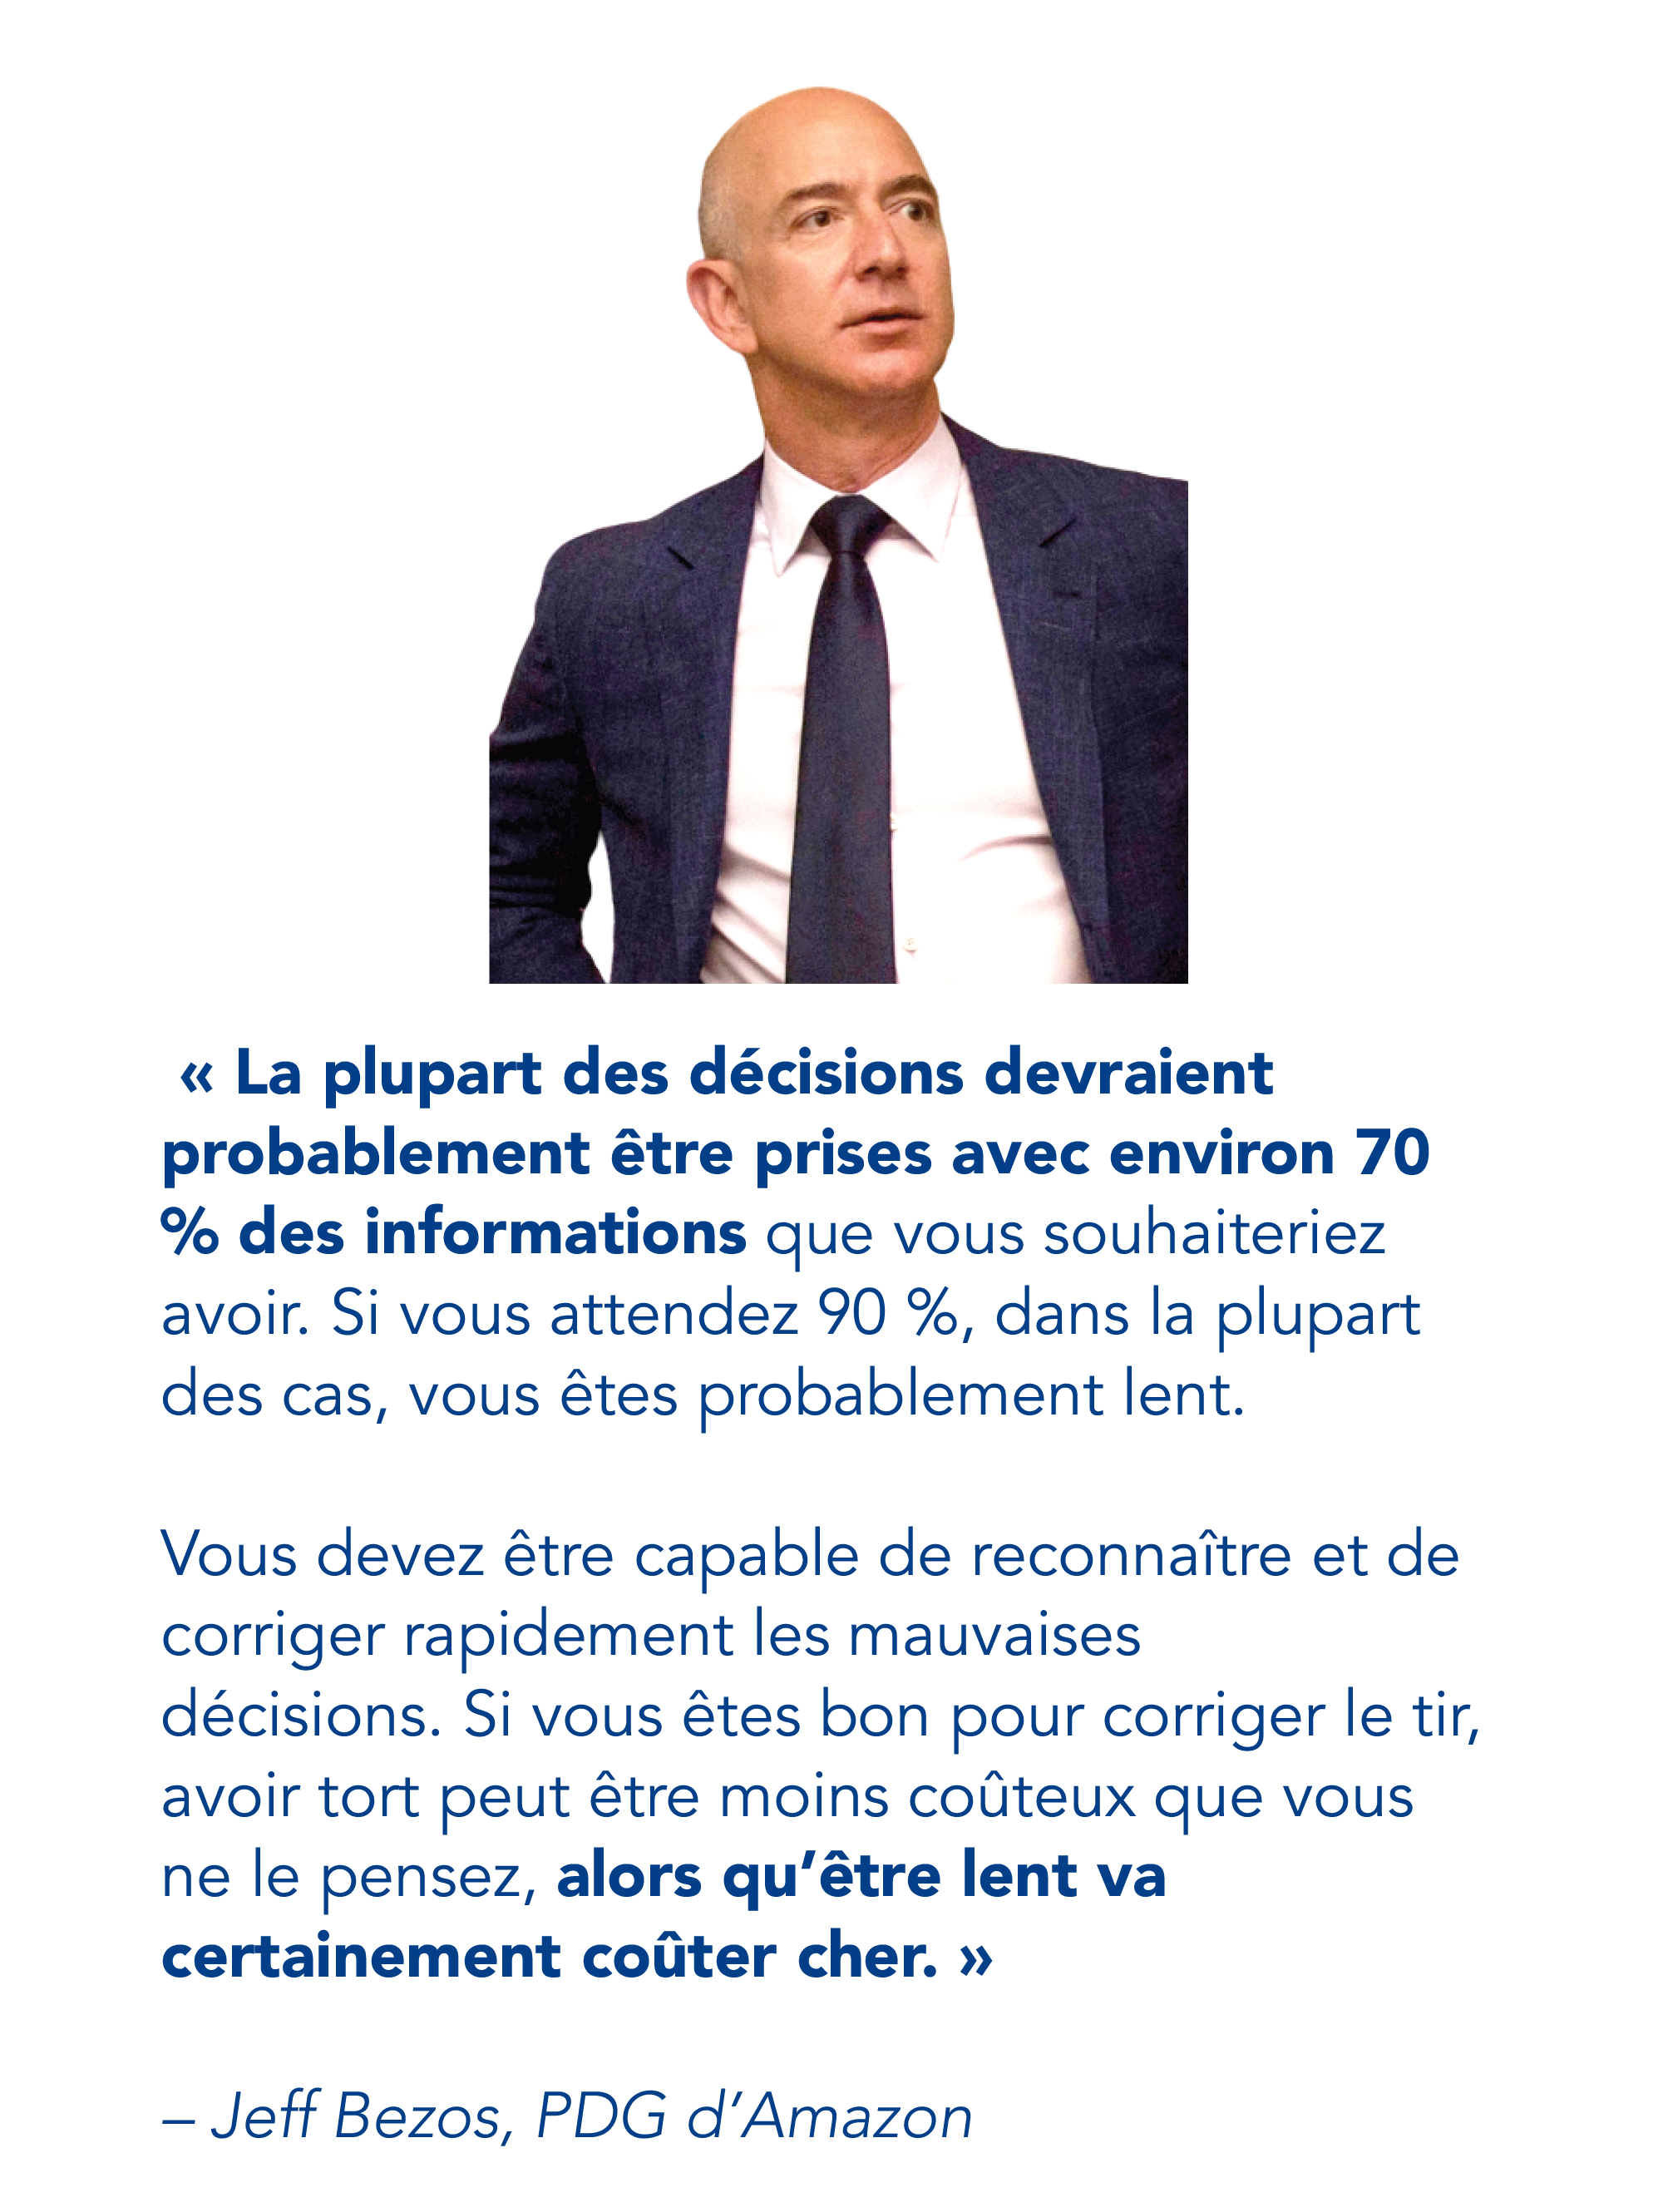 « La plupart des décisions devraient
probablement être prises avec environ 70
% des informations que vous souhaiteriez
avoir. Si vous attendez 90 %, dans la plupart
des cas, vous êtes probablement lent.
Vous devez être capable de reconnaître et de
corriger rapidement les mauvaises
décisions. Si vous êtes bon pour corriger le tir,
avoir tort peut être moins coûteux que vous
ne le pensez, alors qu’être lent va
certainement coûter cher. »
– Jeff Bezos, PDG d’Amazon